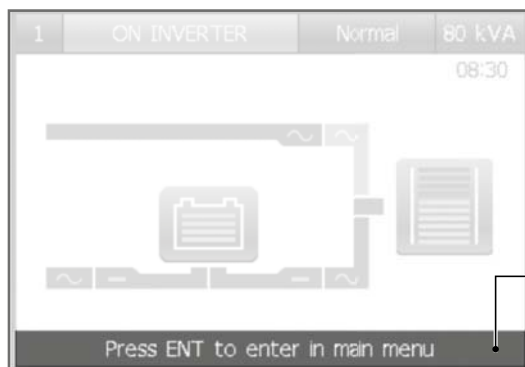 1 ON INVERTER Normal 80 kVA
08:30
Press ENT to enter in main menu